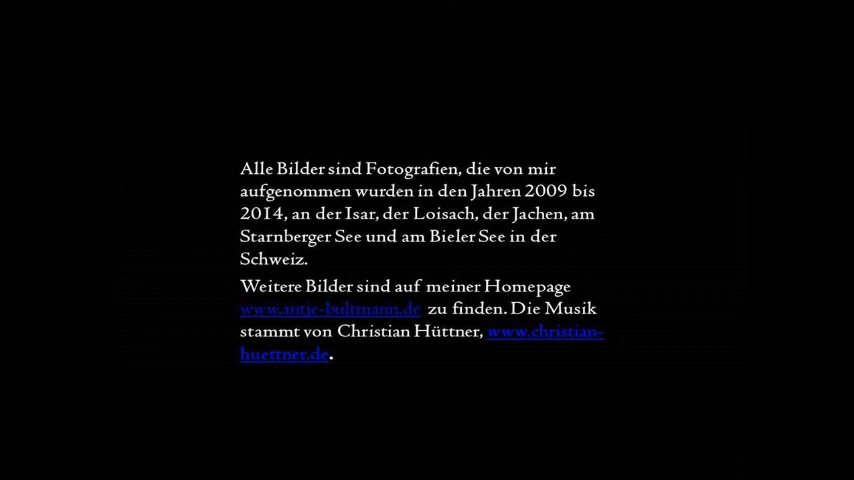 Alle Bilder sind Fotografien, die von mir
aufgenommen wurden in den Jahren 2009 bis
2014, an der Isar, der Loisach, der Jachen, am
Starnberger See und am Bieler See in der
Schweiz.
Weitere Bilder sind auf meiner Homepage
www.antje-bultmann.de zu finden. Die Musik
stammt von Christian Hüttner, www.christian-
huettner.de.